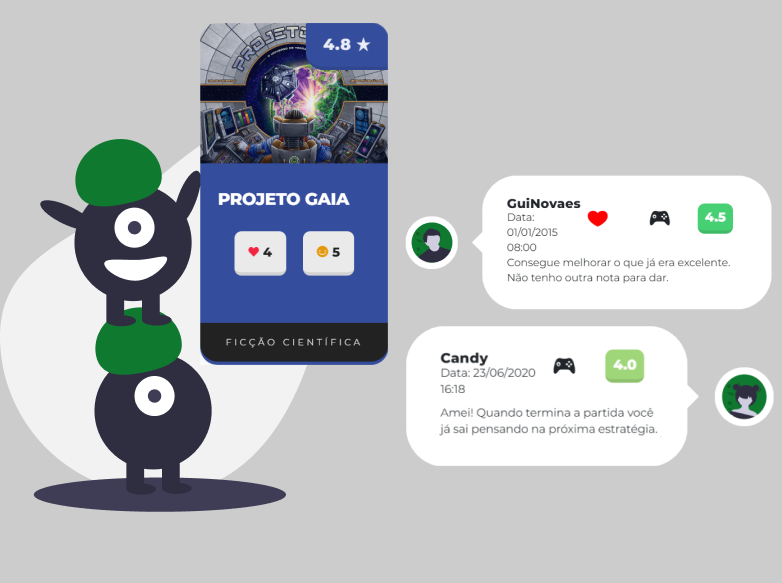 PROJETO
4.8 ★
PROJETO GAIA
4
5
FICÇÃO CIENTÍFICA
GuiNovaes
Data:
01/01/2015
08:00
4.5
Consegue melhorar o que já era excelente.
Não tenho outra nota para dar.
Candy
Data: 23/06/2020
16:18
4.0
Amei! Quando termina a partida você
já sai pensando na próxima estratégia.